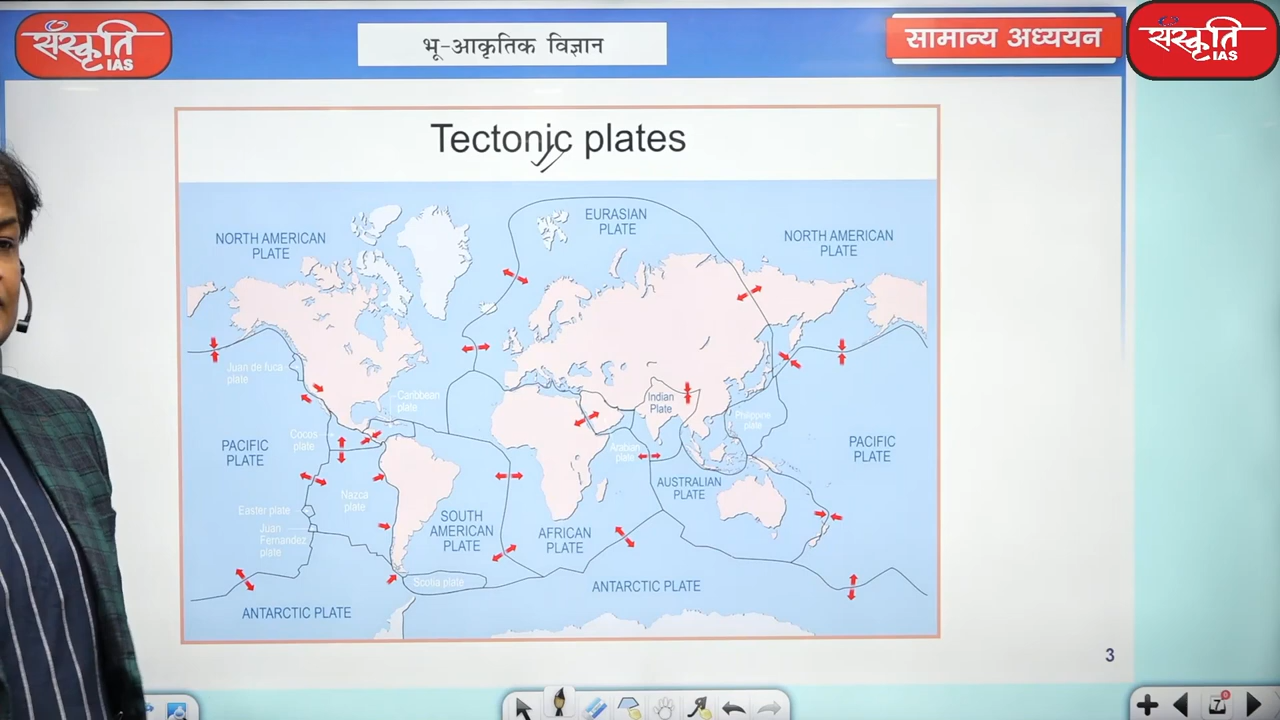 संस्कृति
IAS
भू-आकृतिक विज्ञान
सामान्य अध्ययन
संस्कृति
IAS
Tectonic plates
NORTH AMERICAN
PLATE
EURASIAN
PLATE
NORTH AMERICAN
PLATE
Juan de fuca
plate
Caribbean
plate
Indian
Plate
Philippine
plate
Cocos
plate
PACIFIC
PLATE
Arabian
plate
PACIFIC
PLATE
Nazca
plate
AUSTRALIAN
PLATE
Easter plate
Juan
Fernandez
plate
SOUTH
AMERICAN
PLATE
AFRICAN
PLATE
Scotia plate
ANTARCTIC PLATE
ANTARCTIC PLATE
3
7